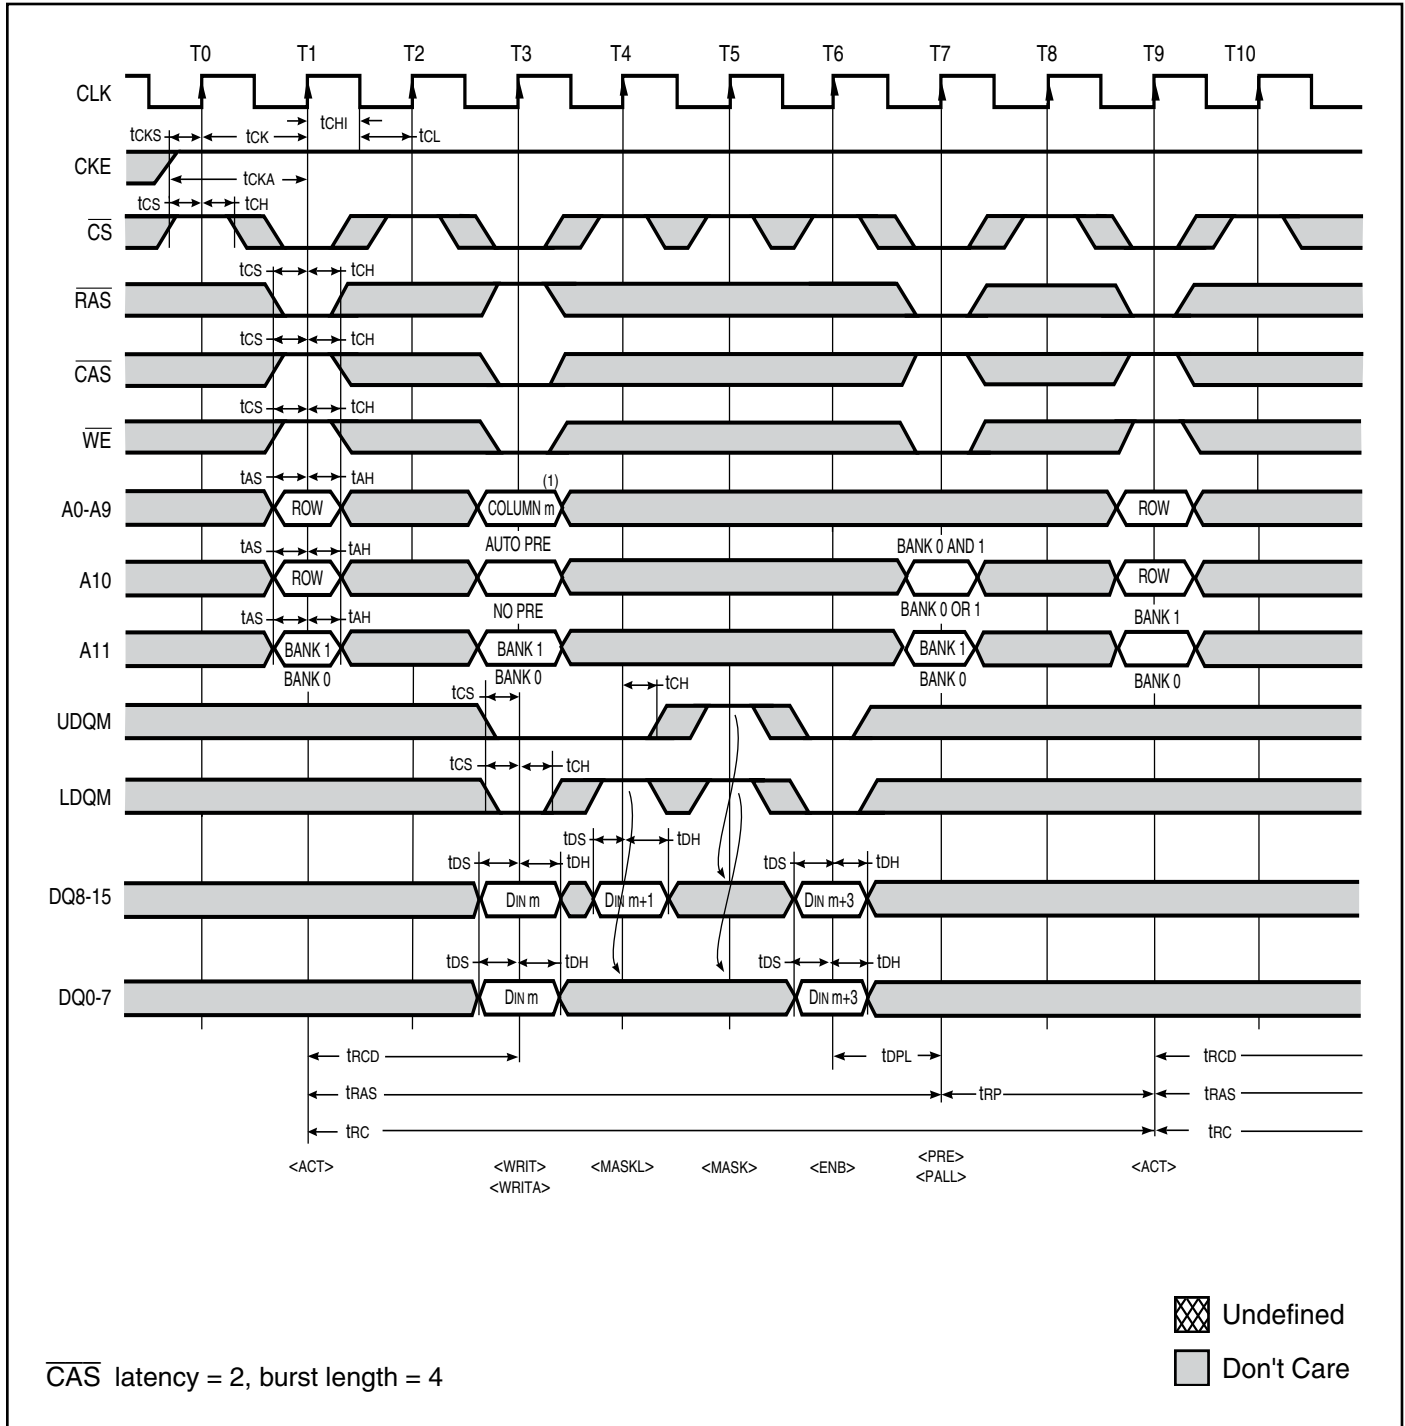 T0 T1 T2 T3 T4 T5 T6 T7 T8 T9 T10
CLK
tCHI
tCKS tCK tCL
CKE
tCKA
tCS tCH
CS
tCS tCH
RAS
tCS tCH
CAS
tCS tCH
WE
tAS tAH (1)
A0-A9 ROW COLUMN m ROW
tAS tAH AUTO PRE BANK 0 AND 1
A10 ROW ROW
tAS tAH NO PRE BANK 0 OR 1 BANK 1
A11 BANK 1 BANK 1 BANK 1
BANK 0 BANK 0 BANK 0 BANK 0
tCS tCH
UDQM
tCS tCH
LDQM
tDS tDH
tDS tDH tDS tDH
DQ8-15 DIN m DIN m+1 DIN m+3
tDS tDH tDS tDH
DQ0-7 DIN m DIN m+3
tRCD tDPL tRCD
tRAS tRP tRAS
tRC tRC
<ACT> <WRIT> <MASKL> <MASK> <ENB> <PRE> <ACT>
<WRITA> <PALL>
Undefined
Don't Care
CAS latency = 2, burst length = 4